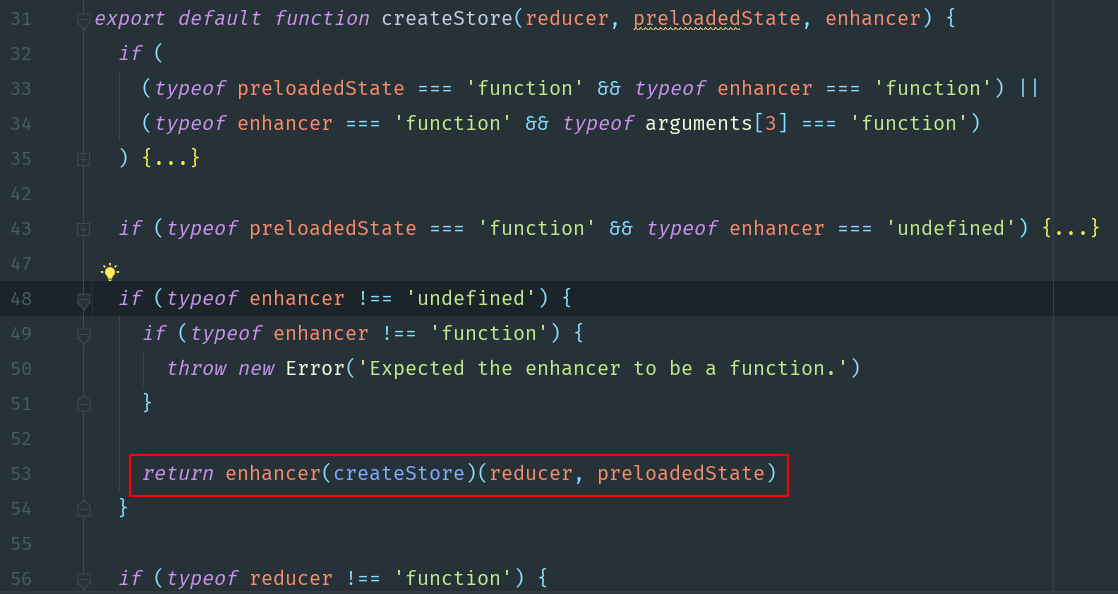 31 export default function createStore(reducer, preloadedState, enhancer) {
32 if (
33 (typeof preloadedState === 'function' && typeof enhancer === 'function') ||
34 (typeof enhancer === 'function' && typeof arguments[3] === 'function')
35 ) {...}
42
43 if (typeof preloadedState === 'function' && typeof enhancer === 'undefined') {...}
47
48 if (typeof enhancer !== 'undefined') {
49 if (typeof enhancer !== 'function') {
50 throw new Error('Expected the enhancer to be a function.')
51 }
52
53 return enhancer(createStore)(reducer, preloadedState)
54 }
55
56 if (typeof reducer !== 'function') {